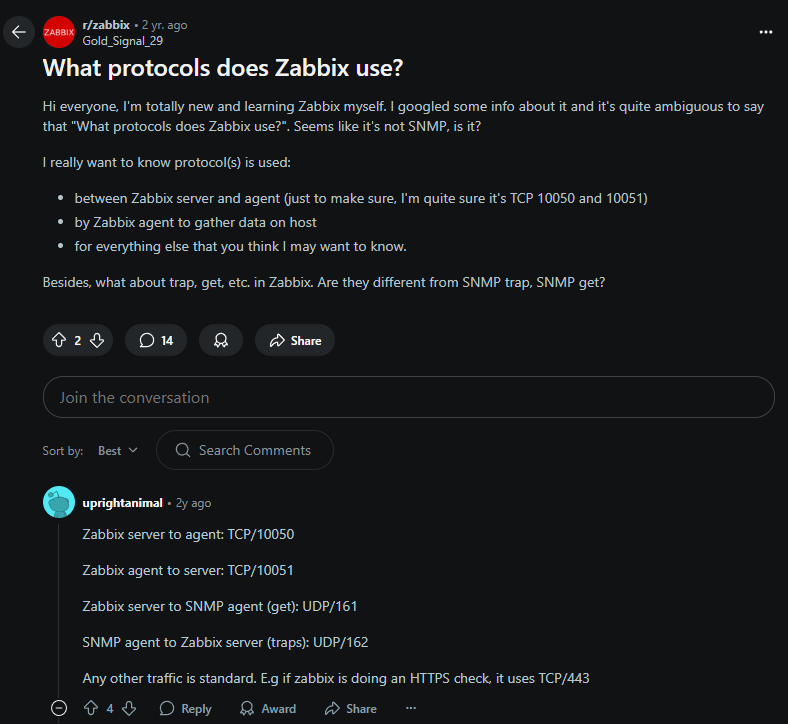 r/zabbix • 2 yr. ago
ZABBIX
Gold_Signal_29
What protocols does Zabbix use?
Hi everyone, I'm totally new and learning Zabbix myself. I googled some info about it and it's quite ambiguous to say
that "What protocols does Zabbix use?". Seems like it's not SNMP, is it?
I really want to know protocol(s) is used:
• between Zabbix server and agent (just to make sure, I'm quite sure it's TCP 10050 and 10051)
• by Zabbix agent to gather data on host
• for everything else that you think I may want to know.
Besides, what about trap, get, etc. in Zabbix. Are they different from SNMP trap, SNMP get?
2 14 Share
Join the conversation
Sort by: Best Search Comments
uprightanimal • 2y ago
Zabbix server to agent: TCP/10050
Zabbix agent to server: TCP/10051
Zabbix server to SNMP agent (get): UDP/161
SNMP agent to Zabbix server (traps): UDP/162
Any other traffic is standard. E.g if zabbix is doing an HTTPS check, it uses TCP/443
4 Reply Award Share